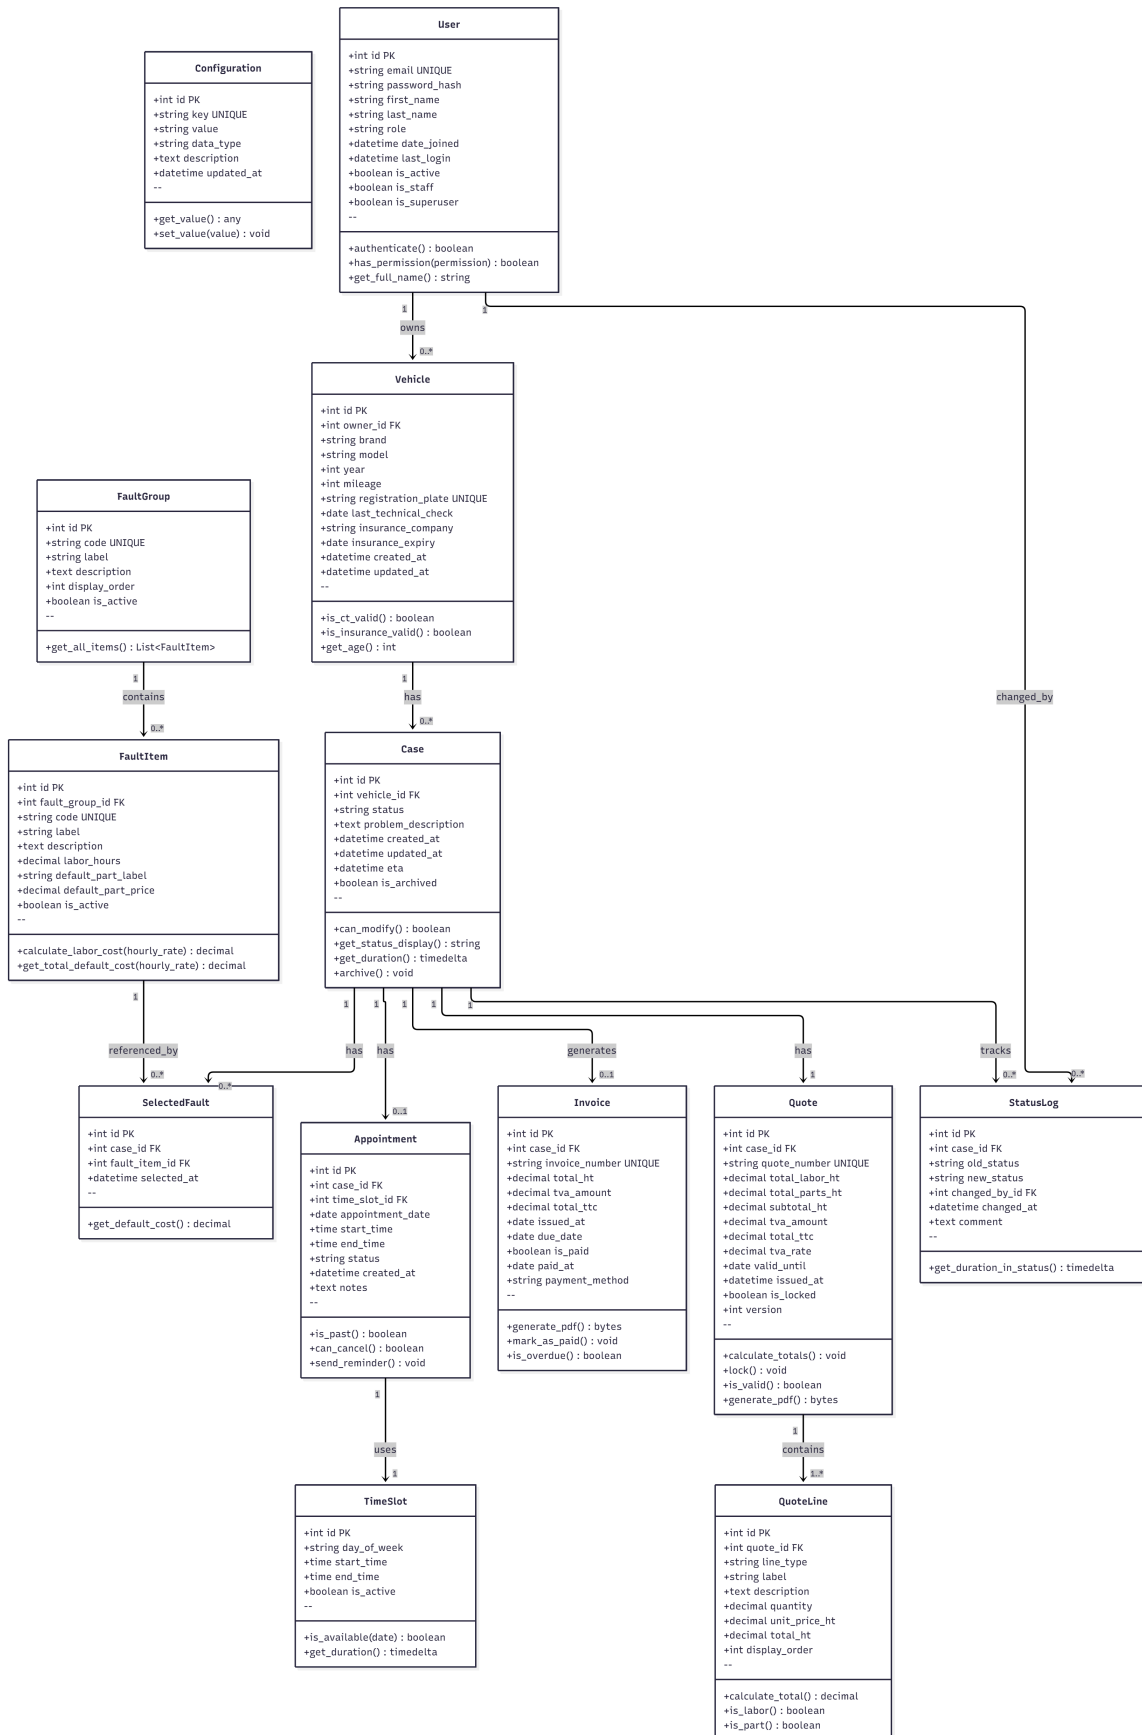 User
+int id PK
+string email UNIQUE
+string password_hash
+string first_name
+string last_name
+string role
+datetime date_joined
+datetime last_login
+boolean is_active
+boolean is_staff
+boolean is_superuser
--
+authenticate() : boolean
+has_permission(permission) : boolean
+get_full_name() : string
Configuration
+int id PK
+string key UNIQUE
+string value
+string data_type
+text description
+datetime updated_at
--
+get_value() : any
+set_value(value) : void
1
1
owns
0..*
Vehicle
+int id PK
+int owner_id FK
+string brand
+string model
+int year
+int mileage
+string registration_plate UNIQUE
+date last_technical_check
+string insurance_company
+date insurance_expiry
+datetime created_at
+datetime updated_at
--
+is_ct_valid() : boolean
+is_insurance_valid() : boolean
+get_age() : int
FaultGroup
+int id PK
+string code UNIQUE
+string label
+text description
+int display_order
+boolean is_active
--
+get_all_items() : List<FaultItem>
1
contains
0..*
1
has
0..*
changed_by
FaultItem
+int id PK
+int fault_group_id FK
+string code UNIQUE
+string label
+text description
+decimal labor_hours
+string default_part_label
+decimal default_part_price
+boolean is_active
--
+calculate_labor_cost(hourly_rate) : decimal
+get_total_default_cost(hourly_rate) : decimal
Case
+int id PK
+int vehicle_id FK
+string status
+text problem_description
+datetime created_at
+datetime updated_at
+datetime eta
+boolean is_archived
--
+can_modify() : boolean
+get_status_display() : string
+get_duration() : timedelta
+archive() : void
1
1
1
1
1
1
referenced_by
has
has
generates
has
tracks
0..*
0..*
0..1
0..1
1
0..*
0..*
SelectedFault
+int id PK
+int case_id FK
+int fault_item_id FK
+datetime selected_at
--
+get_default_cost() : decimal
Appointment
+int id PK
+int case_id FK
+int time_slot_id FK
+date appointment_date
+time start_time
+time end_time
+string status
+datetime created_at
+text notes
--
+is_past() : boolean
+can_cancel() : boolean
+send_reminder() : void
Invoice
+int id PK
+int case_id FK
+string invoice_number UNIQUE
+decimal total_ht
+decimal tva_amount
+decimal total_ttc
+date issued_at
+date due_date
+boolean is_paid
+date paid_at
+string payment_method
--
+generate_pdf() : bytes
+mark_as_paid() : void
+is_overdue() : boolean
Quote
+int id PK
+int case_id FK
+string quote_number UNIQUE
+decimal total_labor_ht
+decimal total_parts_ht
+decimal subtotal_ht
+decimal tva_amount
+decimal total_ttc
+decimal tva_rate
+date valid_until
+datetime issued_at
+boolean is_locked
+int version
--
+calculate_totals() : void
+lock() : void
+is_valid() : boolean
+generate_pdf() : bytes
StatusLog
+int id PK
+int case_id FK
+string old_status
+string new_status
+int changed_by_id FK
+datetime changed_at
+text comment
--
+get_duration_in_status() : timedelta
1
uses
1
1
contains
1..*
TimeSlot
+int id PK
+string day_of_week
+time start_time
+time end_time
+boolean is_active
--
+is_available(date) : boolean
+get_duration() : timedelta
QuoteLine
+int id PK
+int quote_id FK
+string line_type
+string label
+text description
+decimal quantity
+decimal unit_price_ht
+decimal total_ht
+int display_order
--
+calculate_total() : decimal
+is_labor() : boolean
+is_part() : boolean